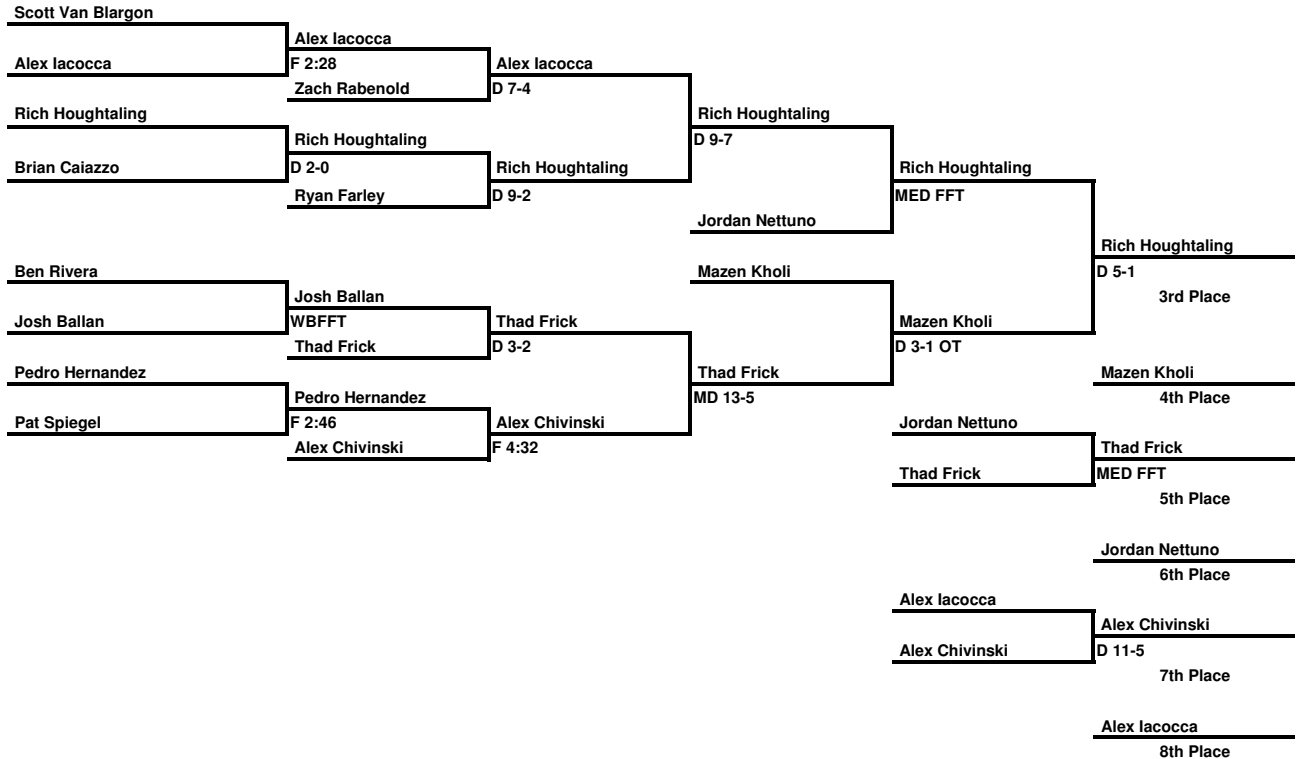 Scott Van Blargon
Alex Iacocca
Alex Iacocca
F 2:28
Alex Iacocca
Zach Rabenold
D 7-4
Rich Houghtaling
Rich Houghtaling
D 9-7
Rich Houghtaling
Brian Caiazzo
D 2-0
Rich Houghtaling
Rich Houghtaling
Ryan Farley
D 9-2
MED FFT
Jordan Nettuno
Rich Houghtaling
Ben Rivera
Mazen Kholi
D 5-1
Josh Ballan
3rd Place
Josh Ballan
WBFFT
Thad Frick
Mazen Kholi
Thad Frick
D 3-2
D 3-1 OT
Pedro Hernandez
Thad Frick
Mazen Kholi
Pedro Hernandez
MD 13-5
4th Place
Pat Spiegel
F 2:46
Alex Chivinski
Jordan Nettuno
Alex Chivinski
F 4:32
Thad Frick
Thad Frick
MED FFT
5th Place
Jordan Nettuno
6th Place
Alex Iacocca
Alex Chivinski
Alex Chivinski
D 11-5
7th Place
Alex Iacocca
8th Place